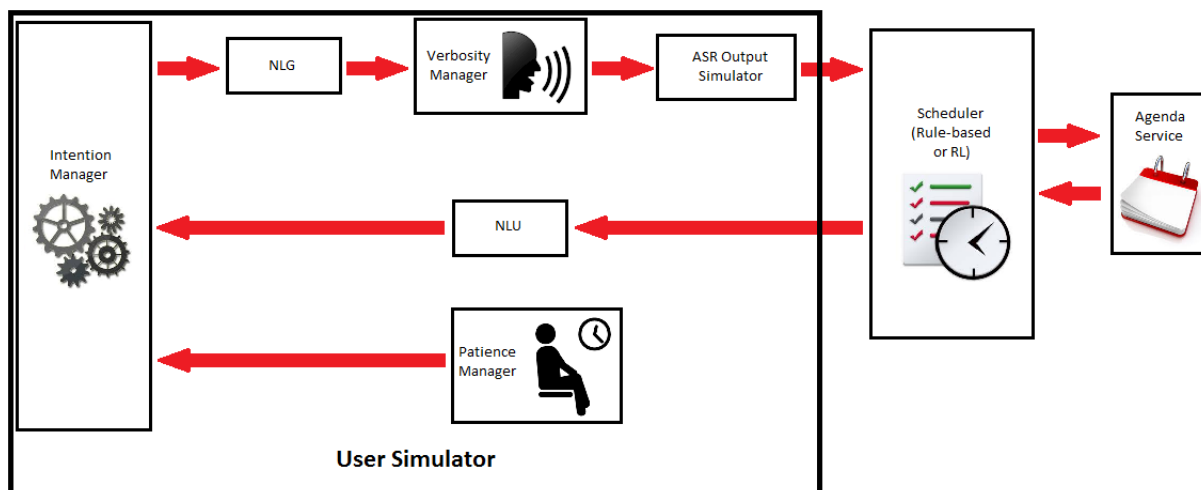 NLG
Verbosity
Manager
ASR Output
Simulator
Intention
Manager
Scheduler
(Rule-based
or RL)
Agenda
Service
NLU
Patience
Manager
User Simulator